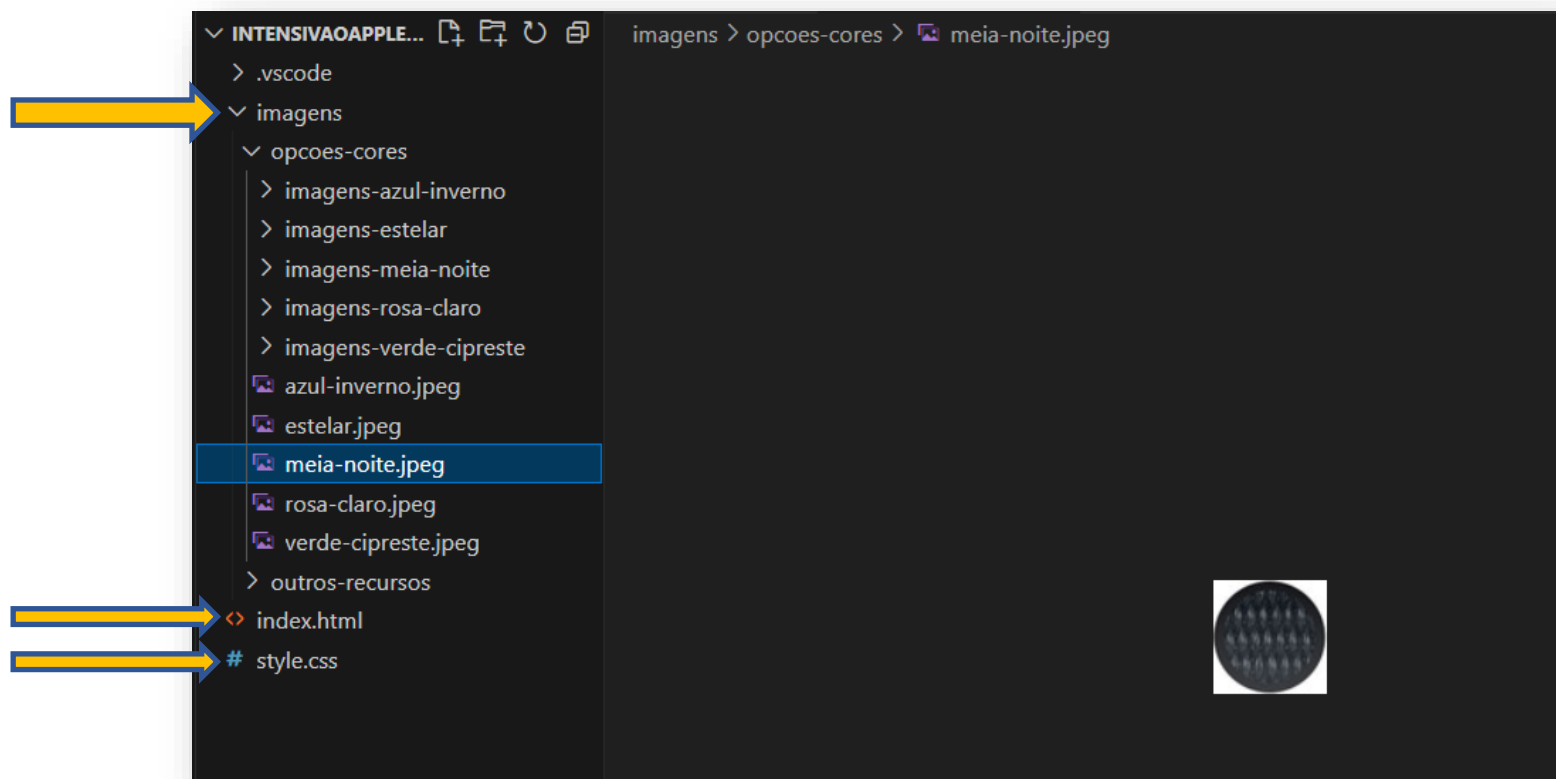 INTENSIVAOAPPLE...
imagens > opcoes-cores > meia-noite.jpeg
.vscode
imagens
opcoes-cores
imagens-azul-inverno
imagens-estelar
imagens-meia-noite
imagens-rosa-claro
imagens-verde-cipreste
azul-inverno.jpeg
estelar.jpeg
meia-noite.jpeg
rosa-claro.jpeg
verde-cipreste.jpeg
outros-recursos
<> index.html
# style.css